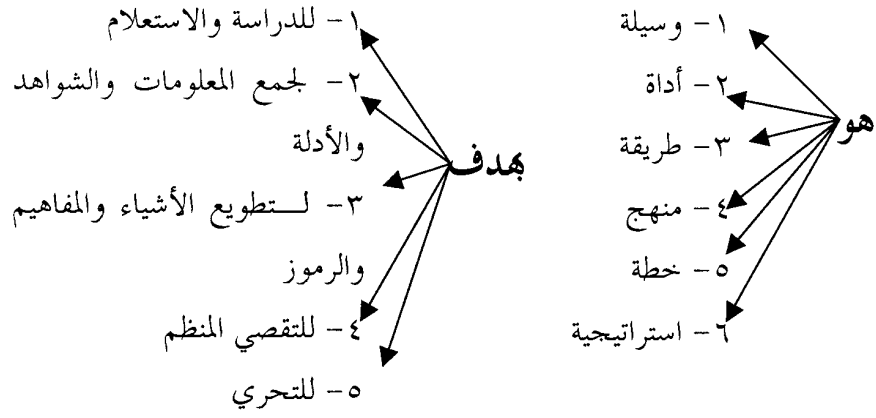 هو
١- وسيلة
٢- أداة
٣- طريقة
٤- منهج
٥- خطة
٦- استراتيجية
بهدف
١- للدراسة والاستعلام
٢- لجمع المعلومات والشواهد
والأدلة
٣- لـــتطويع الأشياء والمفاهيم
والرموز
٤- للتقصي المنظم
٥- للتحري